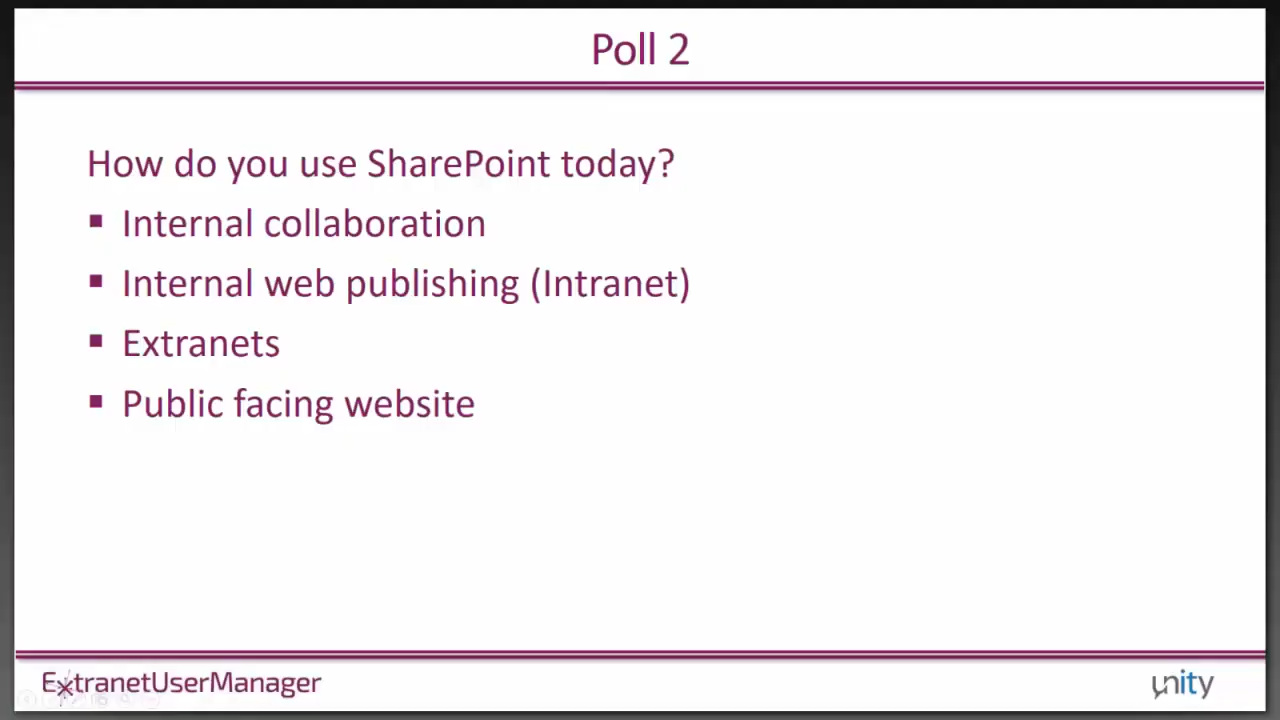 Poll 2
How do you use SharePoint today?
Internal collaboration
Internal web publishing (Intranet)
Extranets
Public facing website
ExtranetUserManager
unity